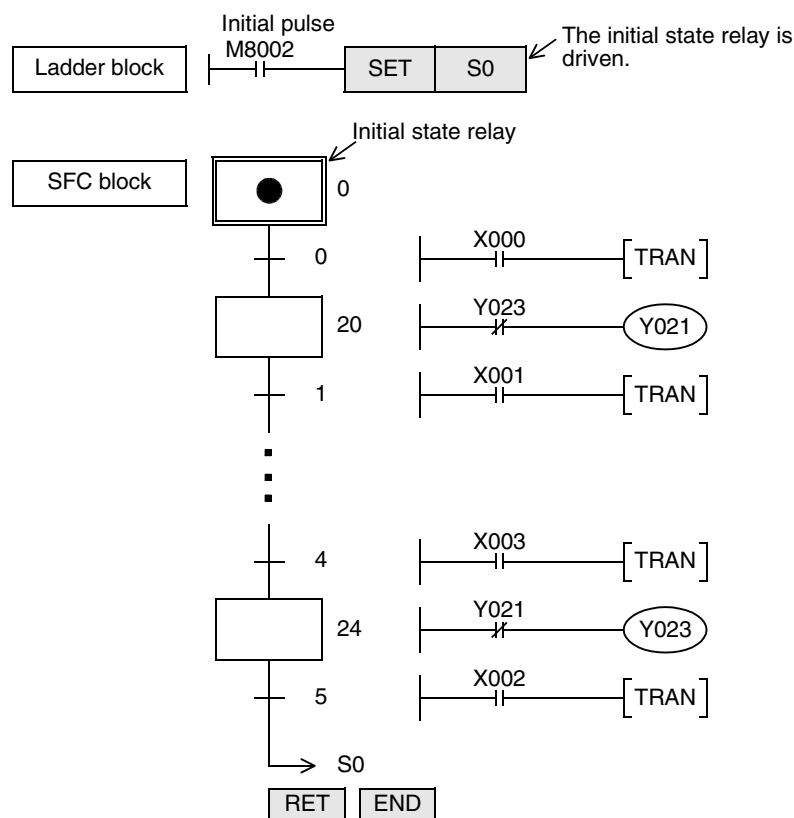 Initial pulse
M8002
The initial state relay is
driven.
Ladder block
SET
S0
Initial state relay
SFC block
0
X000
0
TRAN
Y023
20
Y021
X001
1
TRAN
X003
4
TRAN
Y021
24
Y023
X002
5
TRAN
S0
RET
END